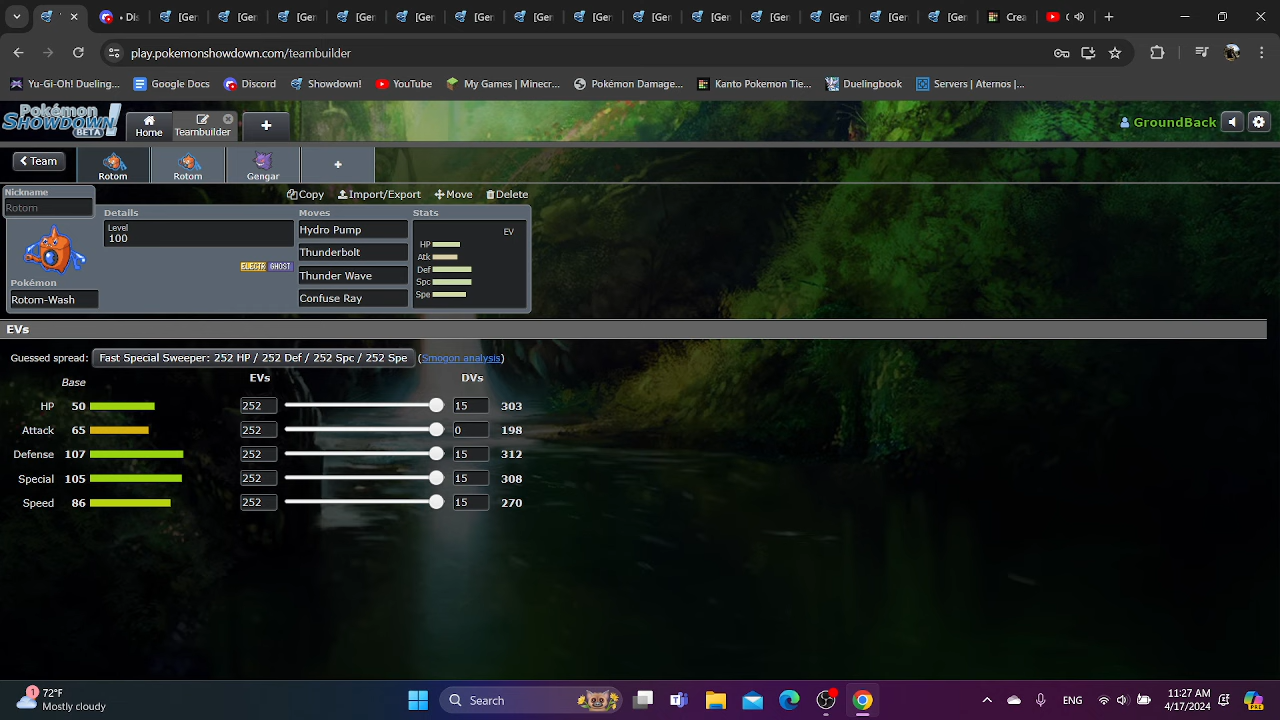 Dis
[Ger
[Ger
[Ger
[Ger
[Ger
[Ger
[Ger
[Ger
[Ger
[Ger
[Ger
[Ger
[Ger
[Ger
Crea
play.pokemonshowdown.com/teambuilder
Yu-Gi-Oh! Dueling...
Google Docs
Discord
Showdown!
YouTube
My Games | Minecr...
Pokémon Damage...
Kanto Pokemon Tie...
Duelingbook
Servers | Aternos |...
Pokémon
SHOWDOWN!
BETA
Home
Teambuilder
+
GroundBack
Team
Rotom
Rotom
Gengar
+
Copy Import/Export Move Delete
Nickname
Rotom
Pokémon
Rotom-Wash
Details
Level
100
ELECTR GHOST
Moves
Hydro Pump
Thunderbolt
Thunder Wave
Confuse Ray
Stats
EV
HP
Atk
Def
Spc
Spe
EVs
Guessed spread: Fast Special Sweeper: 252 HP / 252 Def / 252 Spc / 252 Spe (Smogon analysis)
Base EVs DVs
HP 50 252 15 303
Attack 65 252 0 198
Defense 107 252 15 312
Special 105 252 15 308
Speed 86 252 15 270
1
72°F
Mostly cloudy
Search
ENG
11:27 AM
4/17/2024
PRE